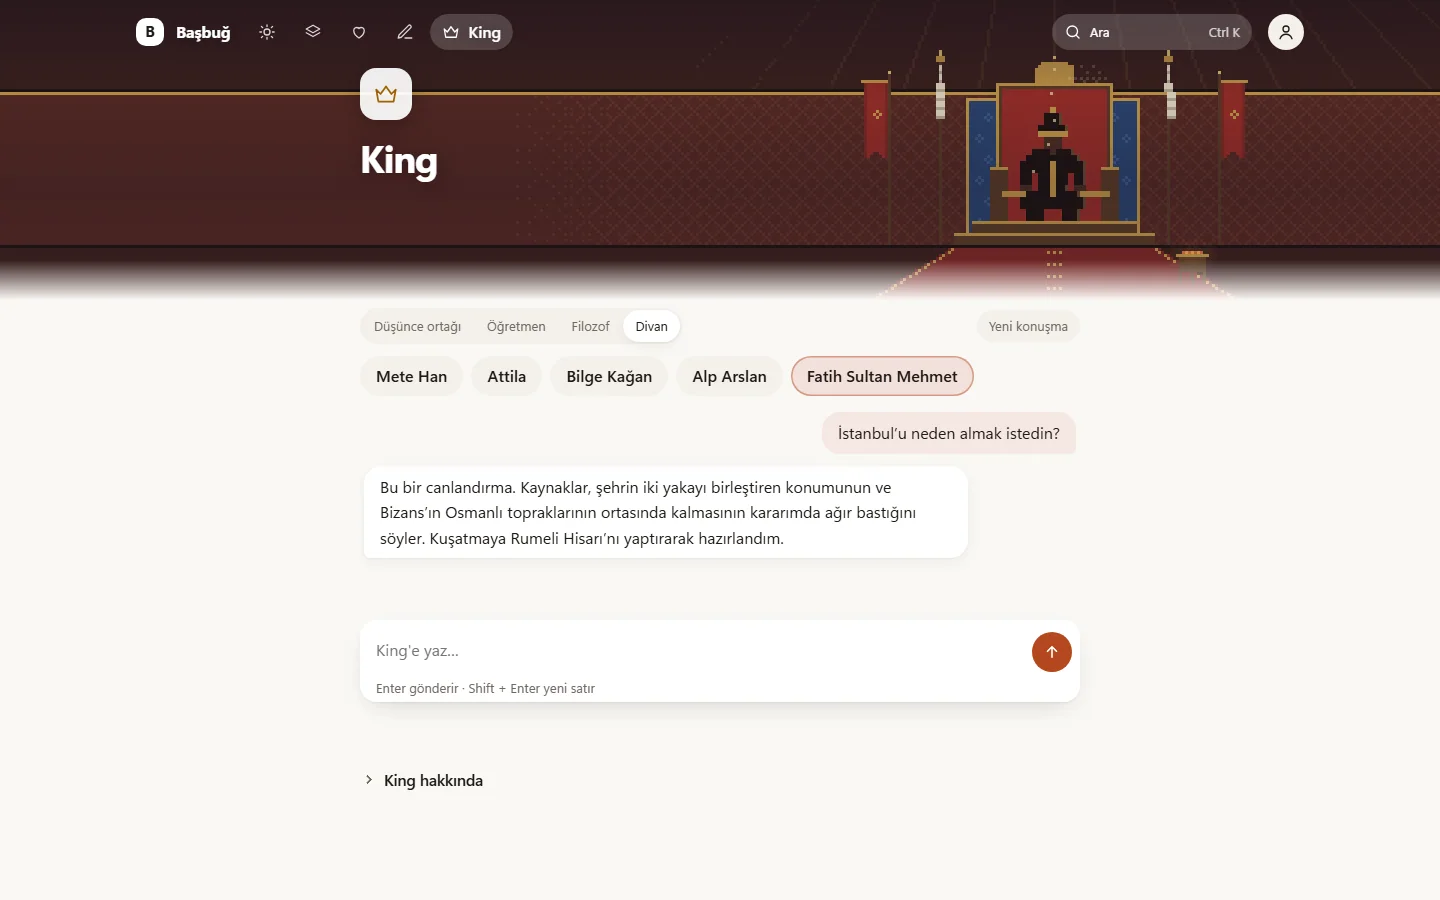 B Başbuğ King Ara Ctrl K
King
Düşünce ortağı Öğretmen Filozof Divan Yeni konuşma
Mete Han Attila Bilge Kağan Alp Arslan Fatih Sultan Mehmet
İstanbul’u neden almak istedin?
Bu bir canlandırma. Kaynaklar, şehrin iki yakayı birleştiren konumunun ve
Bizans’ın Osmanlı topraklarının ortasında kalmasının kararımda ağır bastığını
söyler. Kuşatmaya Rumeli Hisarı’nı yaptırarak hazırlandım.
King'e yaz...
Enter gönderir · Shift + Enter yeni satır
King hakkında